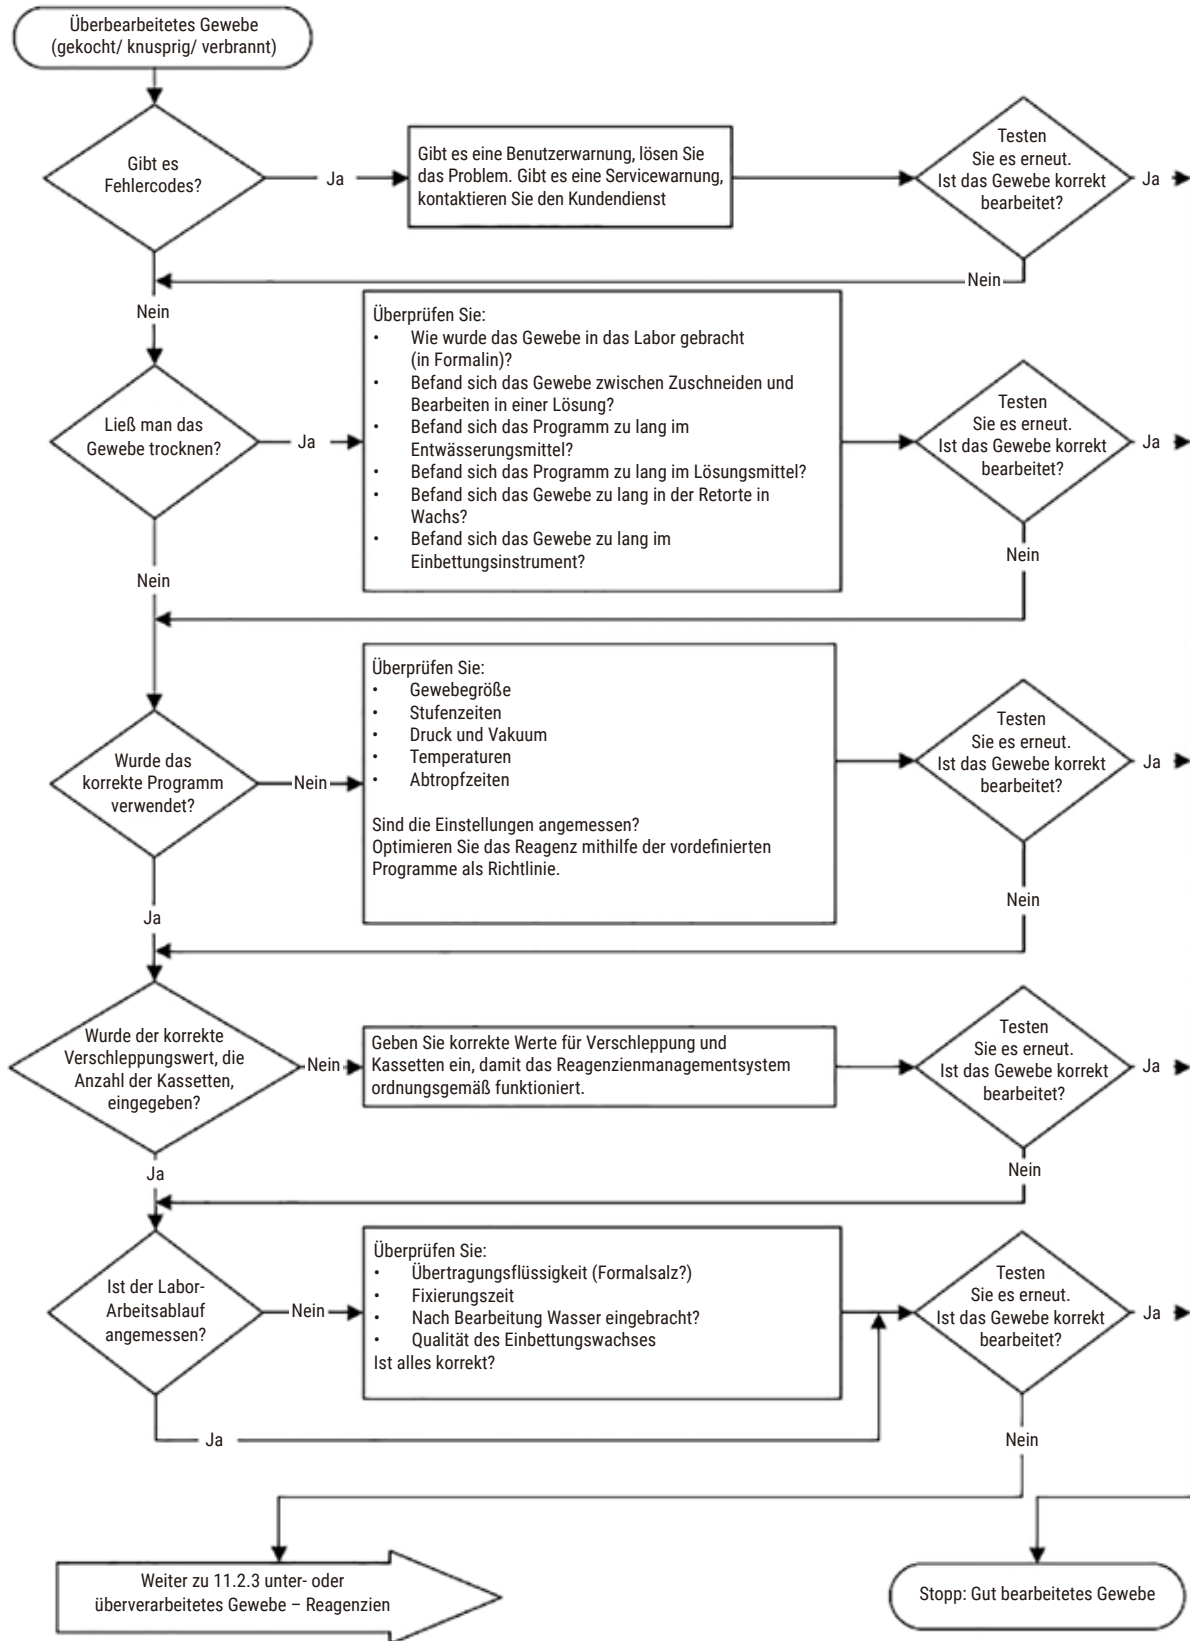 Überbearbeitetes Gewebe
(gekocht/ knusprig/ verbrannt)
Gibt es
Fehlercodes?
Ja
Gibt es eine Benutzerwarnung, lösen Sie
das Problem. Gibt es eine Servicewarnung,
kontaktieren Sie den Kundendienst
Testen
Sie es erneut.
Ist das Gewebe korrekt
bearbeitet?
Ja
Nein
Nein
Ließ man das
Gewebe trocknen?
Ja
Überprüfen Sie:
• Wie wurde das Gewebe in das Labor gebracht
(in Formalin)?
• Befand sich das Gewebe zwischen Zuschneiden und
Bearbeiten in einer Lösung?
• Befand sich das Programm zu lang im
Entwässerungsmittel?
• Befand sich das Programm zu lang im Lösungsmittel?
• Befand sich das Gewebe zu lang in der Retorte in
Wachs?
• Befand sich das Gewebe zu lang im
Einbettungsinstrument?
Testen
Sie es erneut.
Ist das Gewebe korrekt
bearbeitet?
Ja
Nein
Nein
Wurde das
korrekte Programm
verwendet?
Nein
Überprüfen Sie:
• Gewebegröße
• Stufenzeiten
• Druck und Vakuum
• Temperaturen
• Abtropfzeiten
Sind die Einstellungen angemessen?
Optimieren Sie das Reagenz mithilfe der vordefinierten
Programme als Richtlinie.
Testen
Sie es erneut.
Ist das Gewebe korrekt
bearbeitet?
Ja
Nein
Ja
Wurde der korrekte
Verschleppungswert, die
Anzahl der Kassetten,
eingegeben?
Nein
Geben Sie korrekte Werte für Verschleppung und
Kassetten ein, damit das Reagenzienmanagementsystem
ordnungsgemäß funktioniert.
Testen
Sie es erneut.
Ist das Gewebe korrekt
bearbeitet?
Ja
Nein
Ja
Ist der Labor-
Arbeitsablauf
angemessen?
Nein
Überprüfen Sie:
• Übertragungsflüssigkeit (Formalsalz?)
• Fixierungszeit
• Nach Bearbeitung Wasser eingebracht?
• Qualität des Einbettungswachses
Ist alles korrekt?
Testen
Sie es erneut.
Ist das Gewebe korrekt
bearbeitet?
Ja
Ja
Nein
Weiter zu 11.2.3 unter- oder
überverarbeitetes Gewebe – Reagenzien
Stopp: Gut bearbeitetes Gewebe